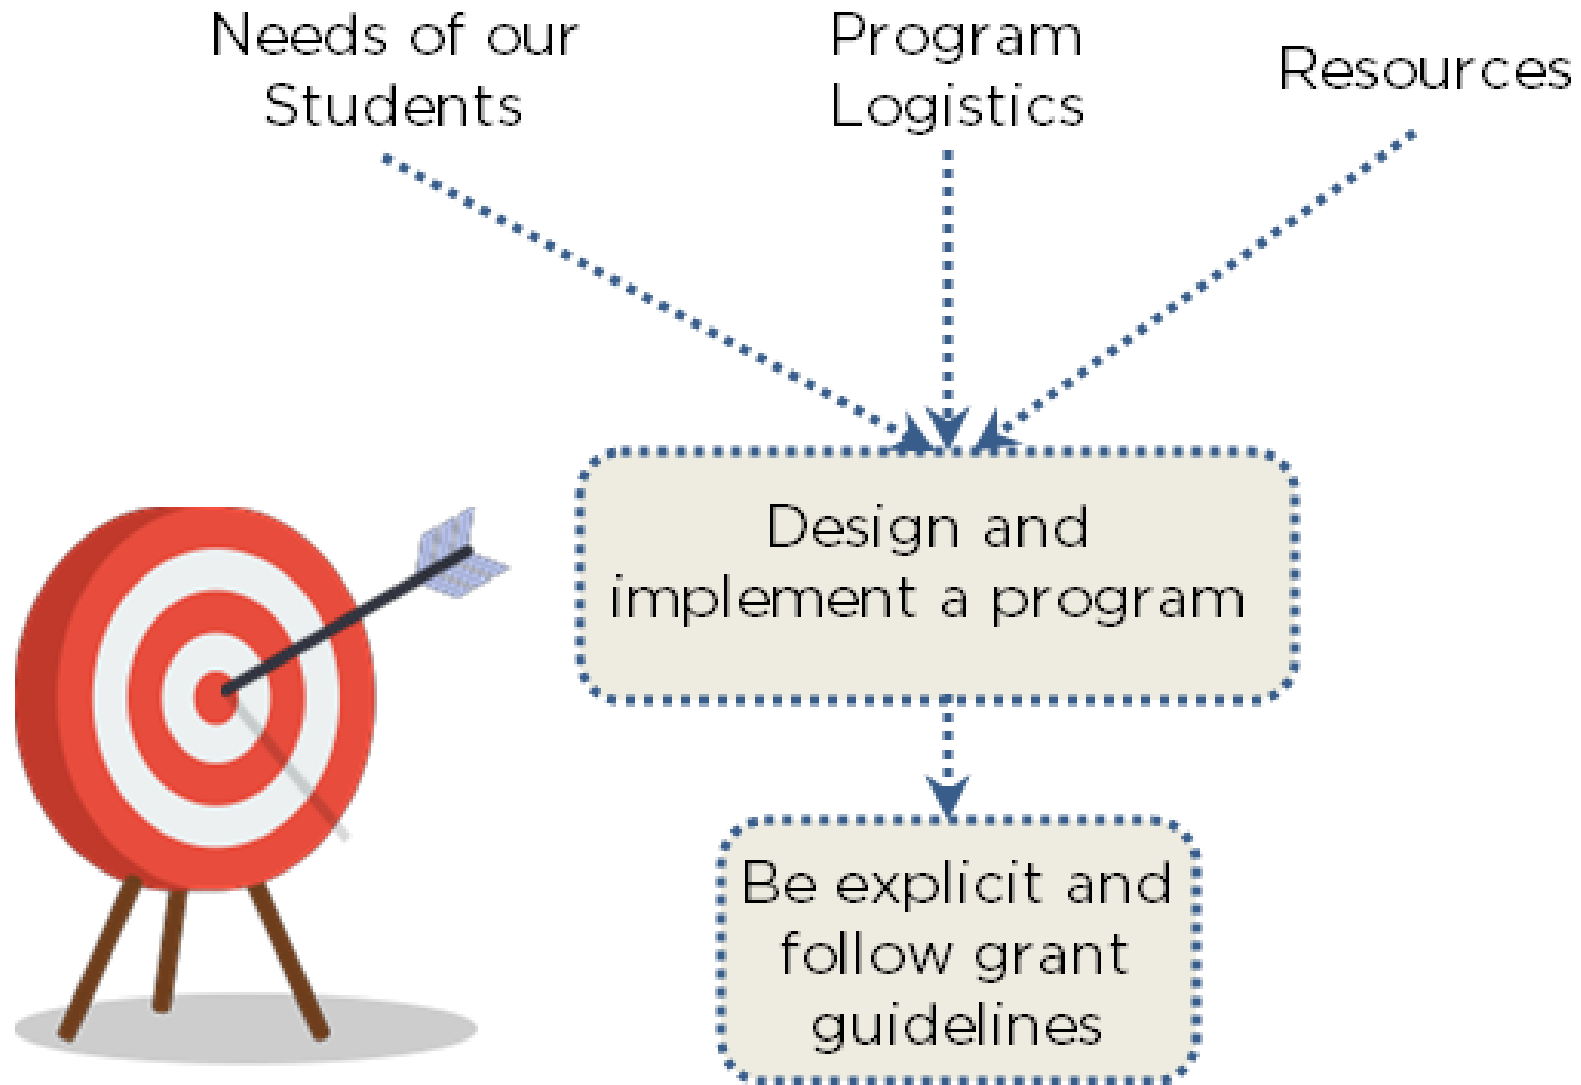 Needs of our
Students
Program
Logistics
Resources
Design and
implement a program
Be explicit and
follow grant
guidelines